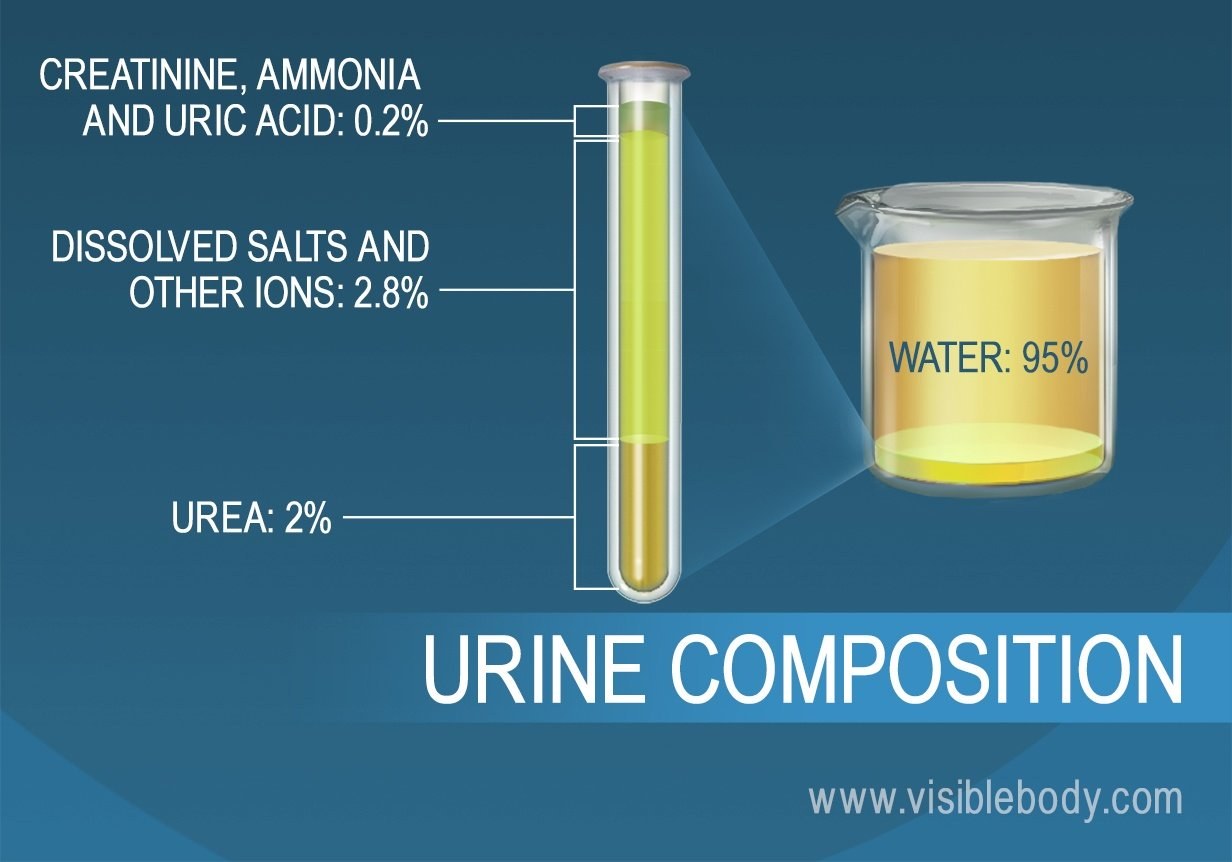 CREATININE, AMMONIA
AND URIC ACID: 0.2%
DISSOLVED SALTS AND
OTHER IONS: 2.8%
WATER: 95%
UREA: 2%
URINE COMPOSITION
www.visiblebody.com